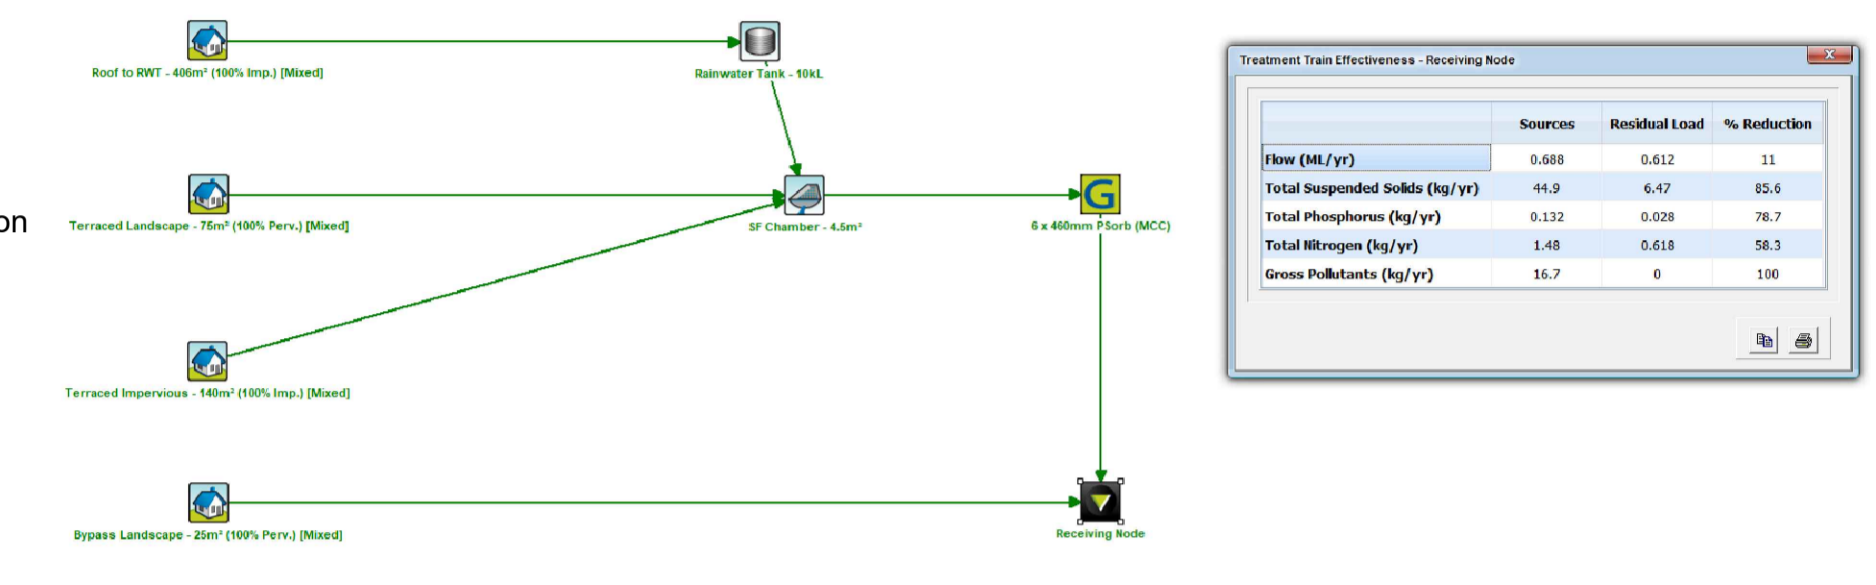 Roof to RWT - 406m² (100% Imp.) [Mixed]
Rainwater Tank - 10kL
on
Terraced Landscape - 75m² (100% Perv.) [Mixed]
SF Chamber - 4.5m²
G
6 x 460mm PSorb (MCC)
Terraced Impervious - 140m² (100% Imp.) [Mixed]
Bypass Landscape - 25m² (100% Perv.) [Mixed]
Receiving Node
Treatment Train Effectiveness - Receiving Node
Sources Residual Load % Reduction
Flow (ML/yr) 0.688 0.612 11
Total Suspended Solids (kg/yr) 44.9 6.47 85.6
Total Phosphorus (kg/yr) 0.132 0.028 78.7
Total Nitrogen (kg/yr) 1.48 0.618 58.3
Gross Pollutants (kg/yr) 16.7 0 100